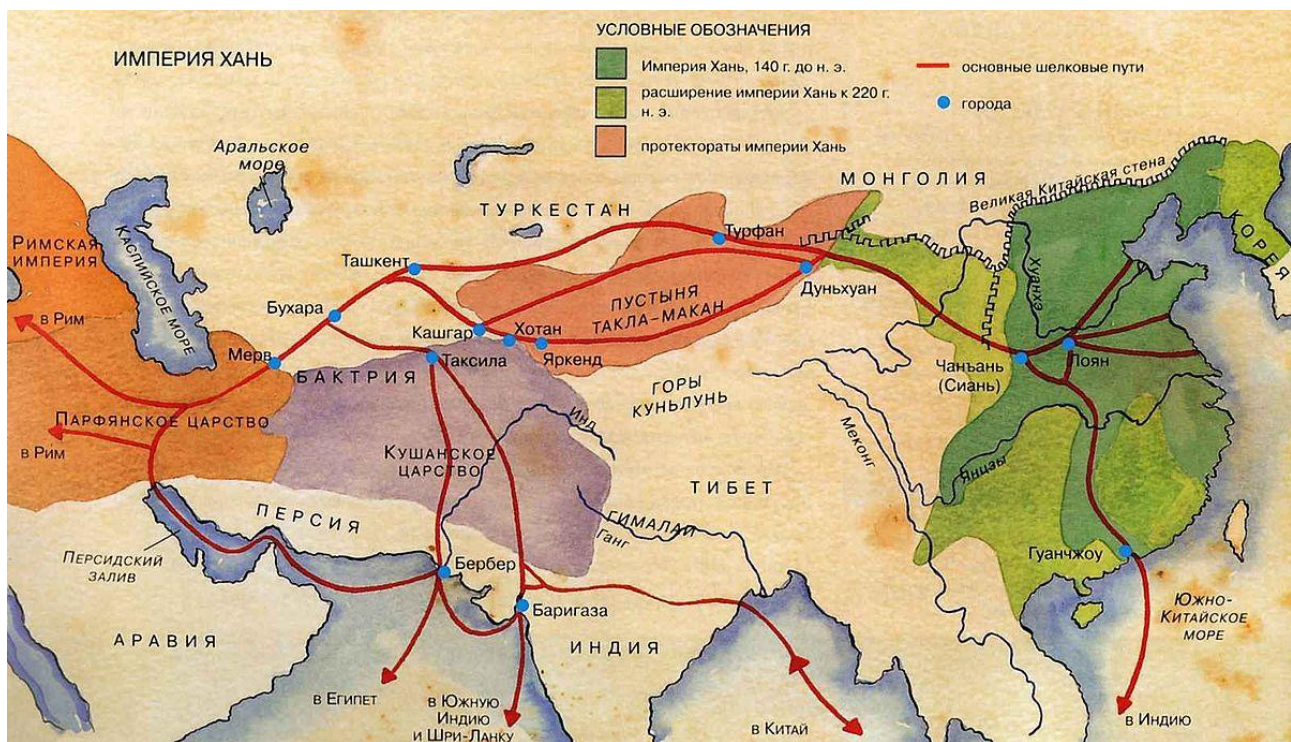 ИМПЕРИЯ ХАНЬ
УСЛОВНЫЕ ОБОЗНАЧЕНИЯ
Империя Хань, 140 г. до н. э.
расширение империи Хань к 220 г.
н. э.
протектораты империи Хань
основные шелковые пути
города
Аральское
море
МОНГОЛИЯ
Великая Китайская стена
ТУРКЕСТАН
КОРЕЯ
Турфан
РИМСКАЯ
ИМПЕРИЯ
КАСПИЙСКОЕ МОРЕ
Ташкент
Хуанхэ
Дуньхуан
ПУСТЫНЯ
ТАКЛА-МАКАН
Бухара
в Рим
Кашгар
Хотан
Яркенд
Мерв
Таксила
БАКТРИЯ
Чанъань
(Сиань)
Лоян
ГОРЫ
КУНЬЛУНЬ
ПАРФЯНСКОЕ ЦАРСТВО
Инд
Меконг
в Рим
КУШАНСКОЕ
ЦАРСТВО
Янцзы
ТИБЕТ
ПЕРСИЯ
ГИМАЛАИ
Ганг
ПЕРСИДСКИЙ
ЗАЛИВ
Бербер
Гуанчжоу
Баригаза
ЮЖНО-
КИТАЙСКОЕ
МОРЕ
АРАВИЯ
ИНДИЯ
в Египет
в Южную
Индию
и Шри-Ланку
в Китай
в Индию